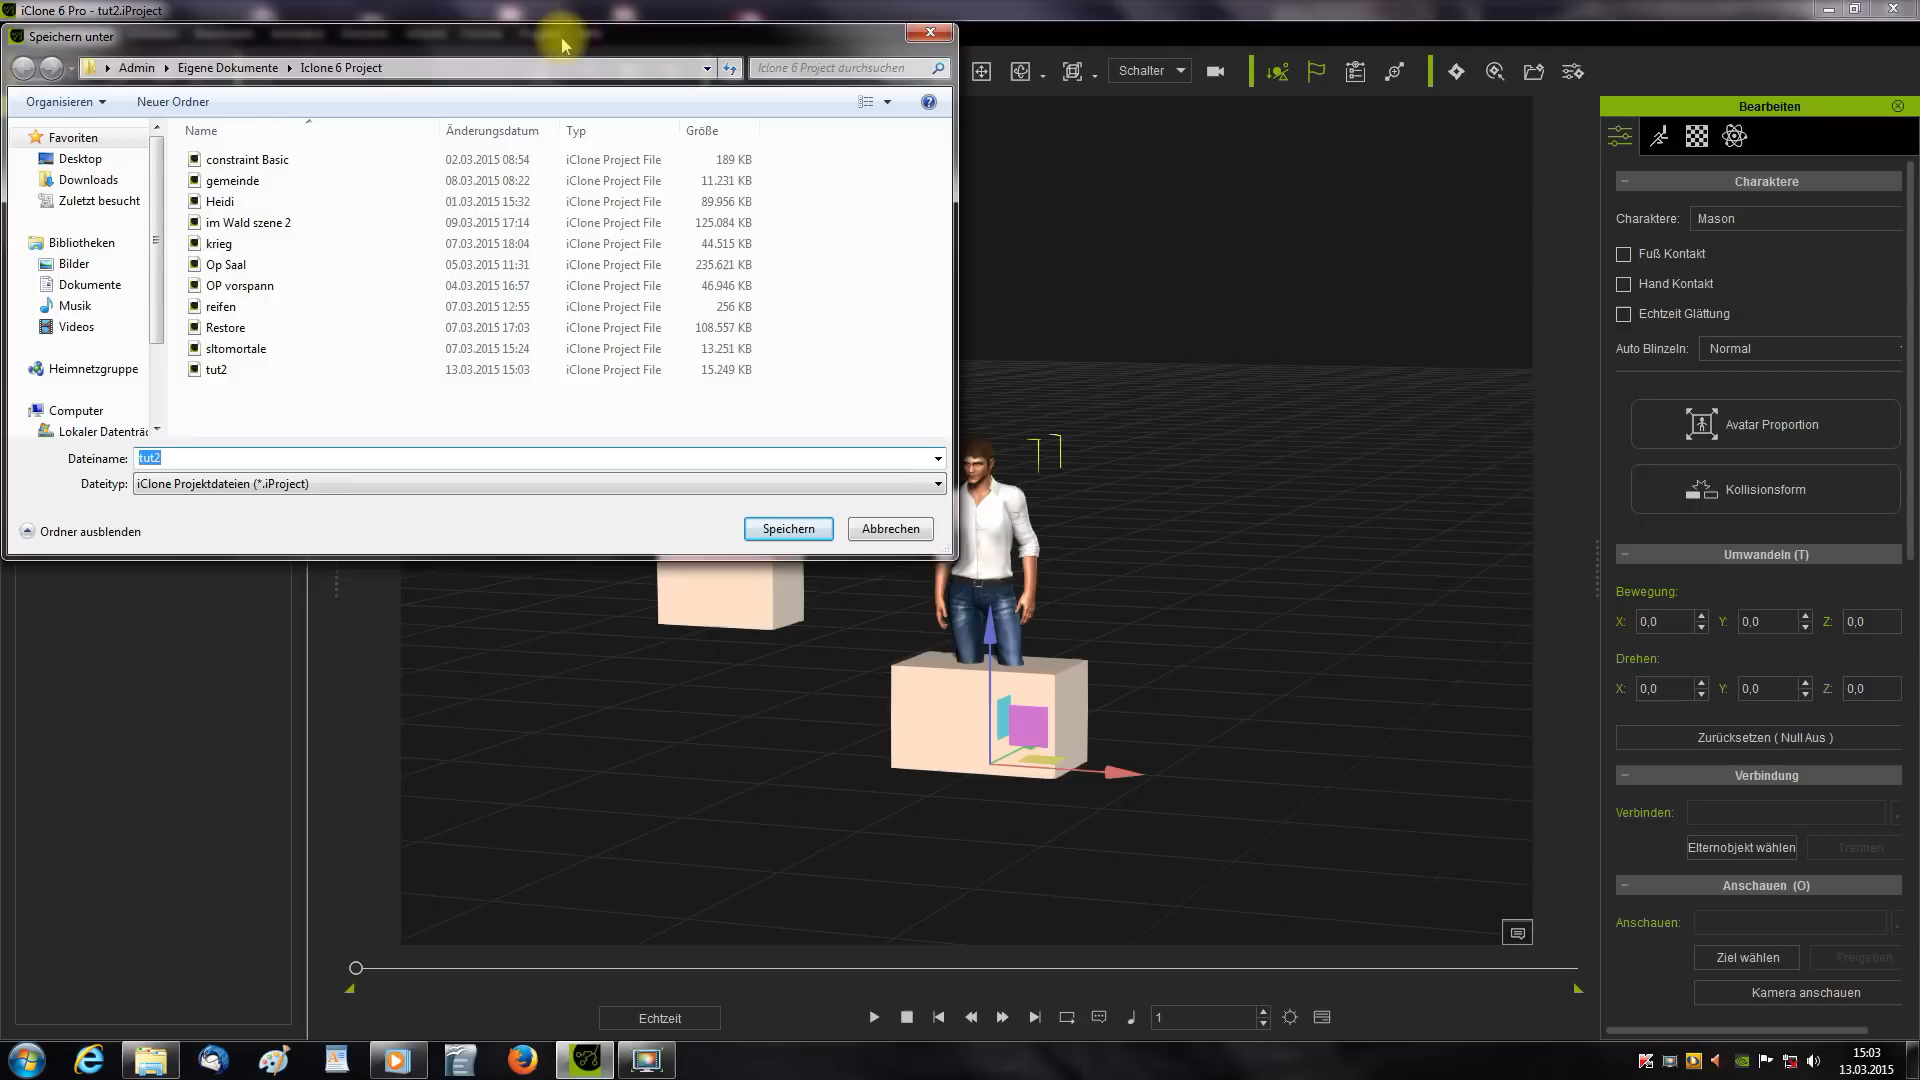 iClone 6 Pro - tut2.iProject
Speichern unter
Admin
Eigene Dokumente
Iclone 6 Project
Iclone 6 Project durchsuchen
Schalter
Organisieren
Neuer Ordner
Name
Änderungsdatum
Typ
Größe
Favoriten
Desktop
Downloads
Zuletzt besucht
Bibliotheken
Bilder
Dokumente
Musik
Videos
Heimnetzgruppe
Computer
Lokaler Datenträ
constraint Basic 02.03.2015 08:54 iClone Project File 189 KB
gemeinde 08.03.2015 08:22 iClone Project File 11.231 KB
Heidi 01.03.2015 15:32 iClone Project File 89.956 KB
im Wald szene 2 09.03.2015 17:14 iClone Project File 125.084 KB
krieg 07.03.2015 18:04 iClone Project File 44.515 KB
Op Saal 05.03.2015 11:31 iClone Project File 235.621 KB
OP vorspann 04.03.2015 16:57 iClone Project File 46.946 KB
reifen 07.03.2015 12:55 iClone Project File 256 KB
Restore 07.03.2015 17:03 iClone Project File 108.557 KB
sltomortale 07.03.2015 15:24 iClone Project File 13.251 KB
tut2 13.03.2015 15:03 iClone Project File 15.249 KB
Dateiname: tut2
Dateityp: iClone Projektdateien (*.iProject)
Ordner ausblenden
Speichern
Abbrechen
Bearbeiten
Charaktere
Charaktere: Mason
Fuß Kontakt
Hand Kontakt
Echtzeit Glättung
Auto Blinzeln: Normal
Avatar Proportion
Kollisionsform
Umwandeln (T)
Bewegung:
X: 0,0 Y: 0,0 Z: 0,0
Drehen:
X: 0,0 Y: 0,0 Z: 0,0
Zurücksetzen ( Null Aus )
Verbindung
Verbinden:
Elternobjekt wählen
Trennen
Anschauen (O)
Anschauen:
Ziel wählen
Freigeben
Kamera anschauen
Echtzeit
1
15:03
13.03.2015